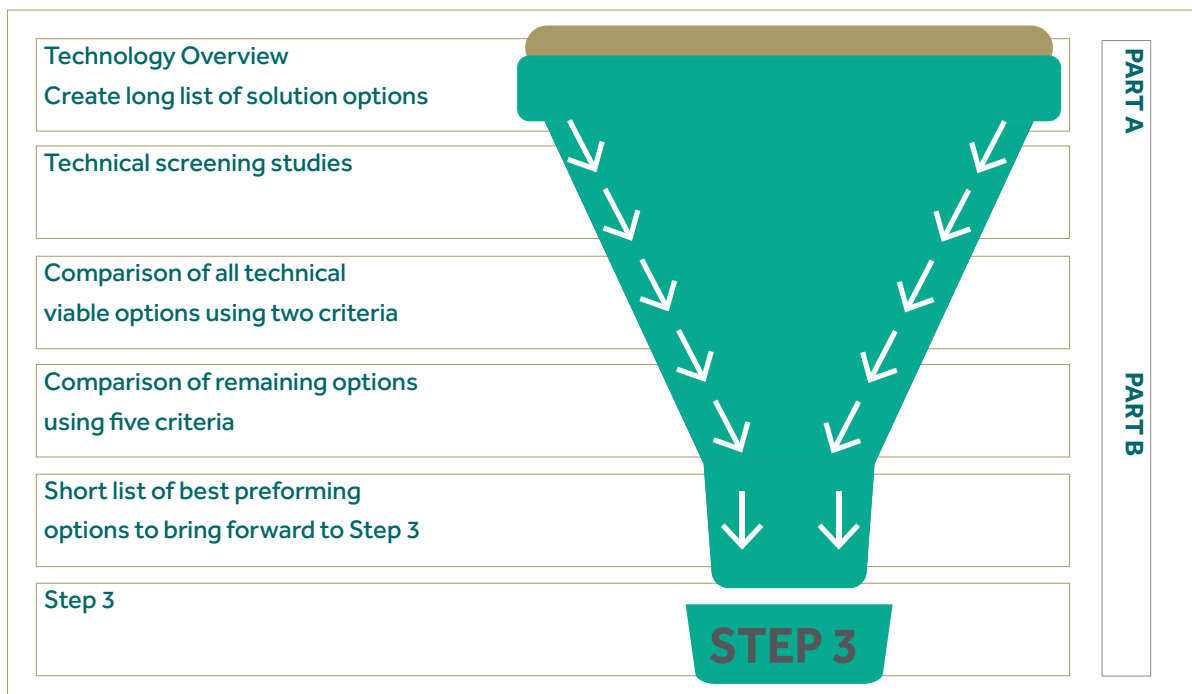 Technology Overview
Create long list of solution options
PART A
Technical screening studies
Comparison of all technical
viable options using two criteria
Comparison of remaining options
using five criteria
PART B
Short list of best preforming
options to bring forward to Step 3
Step 3
STEP 3